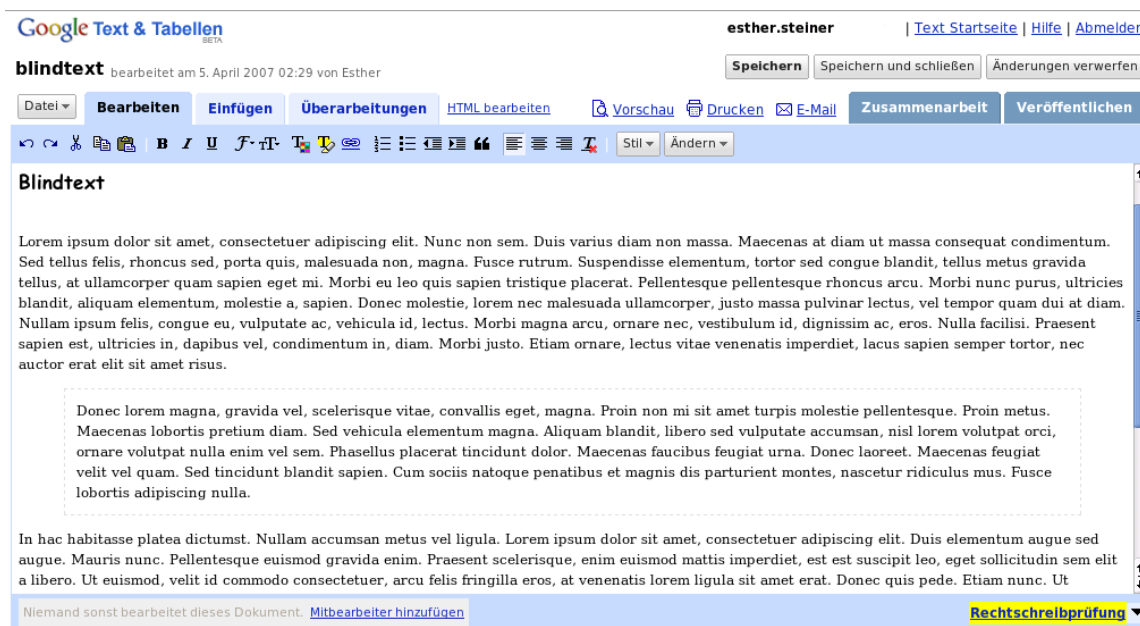 Google Text & Tabellen BETA
esther.steiner | Text Startseite | Hilfe | Abmelden
blindtext bearbeitet am 5. April 2007 02:29 von Esther
Speichern Speichern und schließen Änderungen verwerfen
Datei Bearbeiten Einfügen Überarbeitungen HTML bearbeiten Vorschau Drucken E-Mail Zusammenarbeit Veröffentlichen
B I U Stil Ändern
Blindtext
Lorem ipsum dolor sit amet, consectetuer adipiscing elit. Nunc non sem. Duis varius diam non massa. Maecenas at diam ut massa consequat condimentum.
Sed tellus felis, rhoncus sed, porta quis, malesuada non, magna. Fusce rutrum. Suspendisse elementum, tortor sed congue blandit, tellus metus gravida
tellus, at ullamcorper quam sapien eget mi. Morbi eu leo quis sapien tristique placerat. Pellentesque pellentesque rhoncus arcu. Morbi nunc purus, ultricies
blandit, aliquam elementum, molestie a, sapien. Donec molestie, lorem nec malesuada ullamcorper, justo massa pulvinar lectus, vel tempor quam dui at diam.
Nullam ipsum felis, congue eu, vulputate ac, vehicula id, lectus. Morbi magna arcu, ornare nec, vestibulum id, dignissim ac, eros. Nulla facilisi. Praesent
sapien est, ultricies in, dapibus vel, condimentum in, diam. Morbi justo. Etiam ornare, lectus vitae venenatis imperdiet, lacus sapien semper tortor, nec
auctor erat elit sit amet risus.
Donec lorem magna, gravida vel, scelerisque vitae, convallis eget, magna. Proin non mi sit amet turpis molestie pellentesque. Proin metus.
Maecenas lobortis pretium diam. Sed vehicula elementum magna. Aliquam blandit, libero sed vulputate accumsan, nisl lorem volutpat orci,
ornare volutpat nulla enim vel sem. Phasellus placerat tincidunt dolor. Maecenas faucibus feugiat urna. Donec laoreet. Maecenas feugiat
velit vel quam. Sed tincidunt blandit sapien. Cum sociis natoque penatibus et magnis dis parturient montes, nascetur ridiculus mus. Fusce
lobortis adipiscing nulla.
In hac habitasse platea dictumst. Nullam accumsan metus vel ligula. Lorem ipsum dolor sit amet, consectetuer adipiscing elit. Duis elementum augue sed
augue. Mauris nunc. Pellentesque euismod gravida enim. Praesent scelerisque, enim euismod mattis imperdiet, est est suscipit leo, eget sollicitudin sem elit
a libero. Ut euismod, velit id commodo consectetuer, arcu felis fringilla eros, at venenatis lorem ligula sit amet erat. Donec quis pede. Etiam nunc. Ut
Niemand sonst bearbeitet dieses Dokument. Mitbearbeiter hinzufügen Rechtschreibprüfung